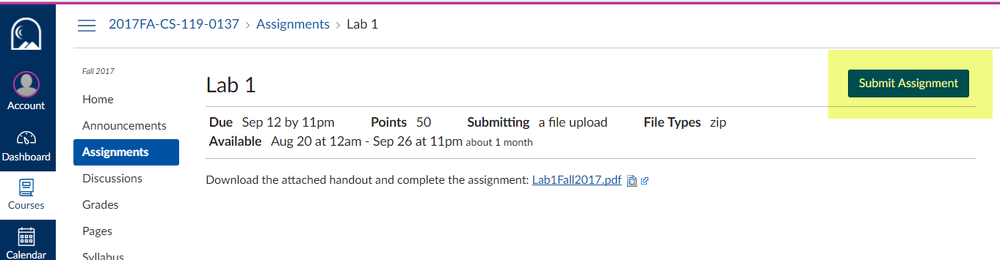 2017FA-CS-119-0137 > Assignments > Lab 1
Account
Dashboard
Courses
Calendar
Fall 2017
Home
Announcements
Assignments
Discussions
Grades
Pages
Syllabus
Lab 1
Submit Assignment
Due Sep 12 by 11pm Points 50 Submitting a file upload File Types zip
Available Aug 20 at 12am - Sep 26 at 11pm about 1 month
Download the attached handout and complete the assignment: Lab1Fall2017.pdf